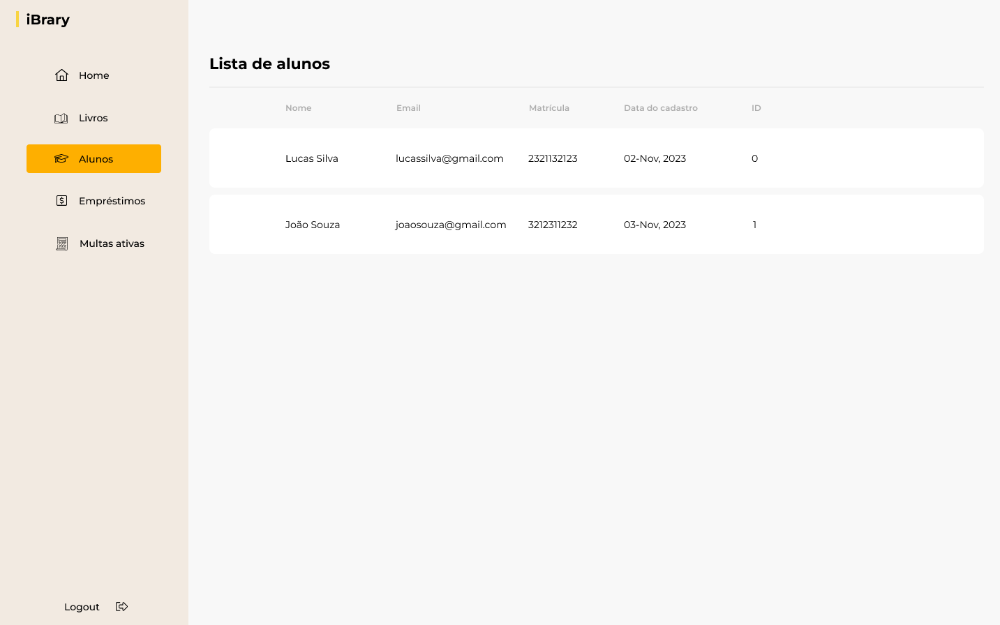 iBrary
Home
Livros
Alunos
Empréstimos
Multas ativas
Logout
Lista de alunos
Nome Email Matrícula Data do cadastro ID
Lucas Silva lucassilva@gmail.com 2321132123 02-Nov, 2023 0
João Souza joaosouza@gmail.com 3212311232 03-Nov, 2023 1